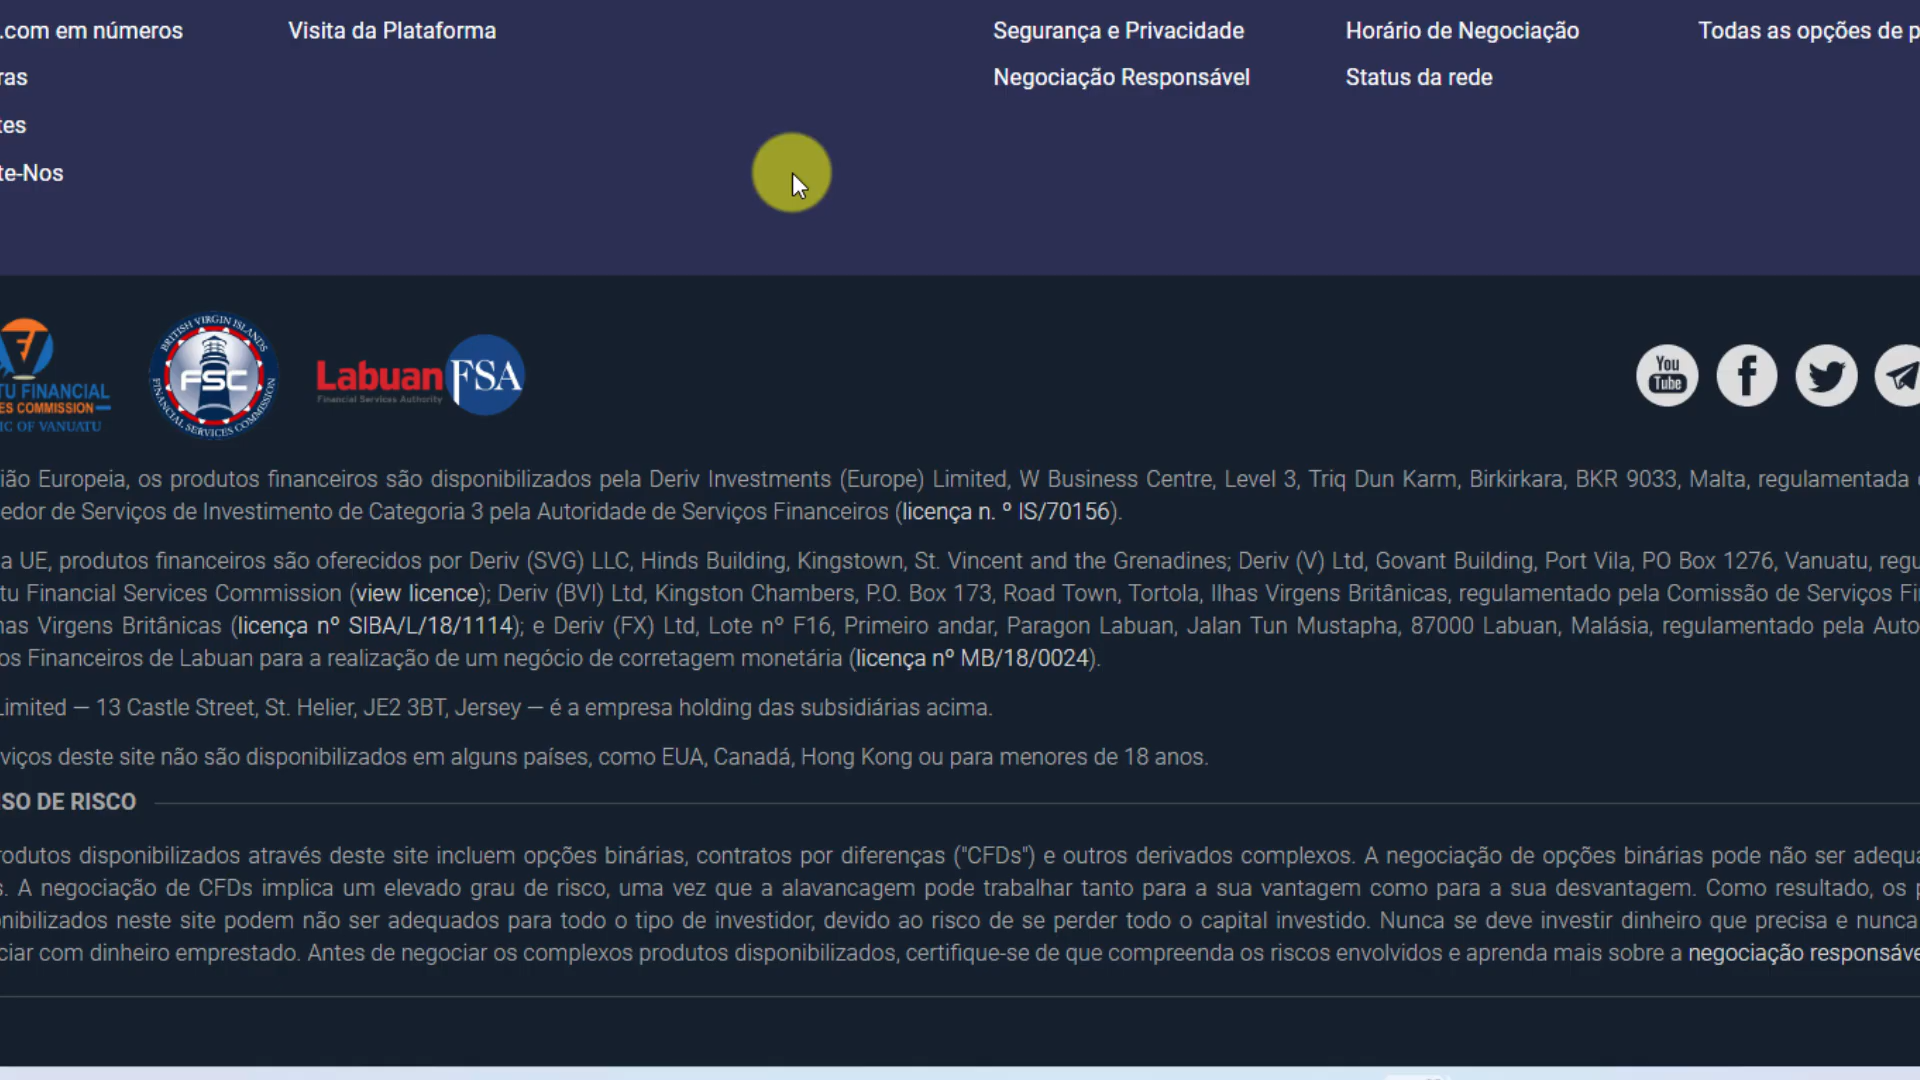 .com em números
Visita da Plataforma
Segurança e Privacidade
Horário de Negociação
Todas as opções de p
ras
Negociação Responsável
Status da rede
tes
te-Nos
TU FINANCIAL
ES COMMISSION
IC OF VANUATU
BRITISH VIRGIN ISLANDS
FSC
FINANCIAL SERVICES COMMISSION
Labuan FSA
Financial Services Authority
You
Tube
ião Europeia, os produtos financeiros são disponibilizados pela Deriv Investments (Europe) Limited, W Business Centre, Level 3, Triq Dun Karm, Birkirkara, BKR 9033, Malta, regulamentada
edor de Serviços de Investimento de Categoria 3 pela Autoridade de Serviços Financeiros (licença n. º IS/70156).
a UE, produtos financeiros são oferecidos por Deriv (SVG) LLC, Hinds Building, Kingstown, St. Vincent and the Grenadines; Deriv (V) Ltd, Govant Building, Port Vila, PO Box 1276, Vanuatu, regu
tu Financial Services Commission (view licence); Deriv (BVI) Ltd, Kingston Chambers, P.O. Box 173, Road Town, Tortola, Ilhas Virgens Britânicas, regulamentado pela Comissão de Serviços Fi
has Virgens Britânicas (licença nº SIBA/L/18/1114); e Deriv (FX) Ltd, Lote nº F16, Primeiro andar, Paragon Labuan, Jalan Tun Mustapha, 87000 Labuan, Malásia, regulamentado pela Auto
os Financeiros de Labuan para a realização de um negócio de corretagem monetária (licença nº MB/18/0024).
Limited — 13 Castle Street, St. Helier, JE2 3BT, Jersey — é a empresa holding das subsidiárias acima.
viços deste site não são disponibilizados em alguns países, como EUA, Canadá, Hong Kong ou para menores de 18 anos.
ISO DE RISCO
rodutos disponibilizados através deste site incluem opções binárias, contratos por diferenças ("CFDs") e outros derivados complexos. A negociação de opções binárias pode não ser adequa
s. A negociação de CFDs implica um elevado grau de risco, uma vez que a alavancagem pode trabalhar tanto para a sua vantagem como para a sua desvantagem. Como resultado, os p
onibilizados neste site podem não ser adequados para todo o tipo de investidor, devido ao risco de se perder todo o capital investido. Nunca se deve investir dinheiro que precisa e nunca
ciar com dinheiro emprestado. Antes de negociar os complexos produtos disponibilizados, certifique-se de que compreenda os riscos envolvidos e aprenda mais sobre a negociação responsáve